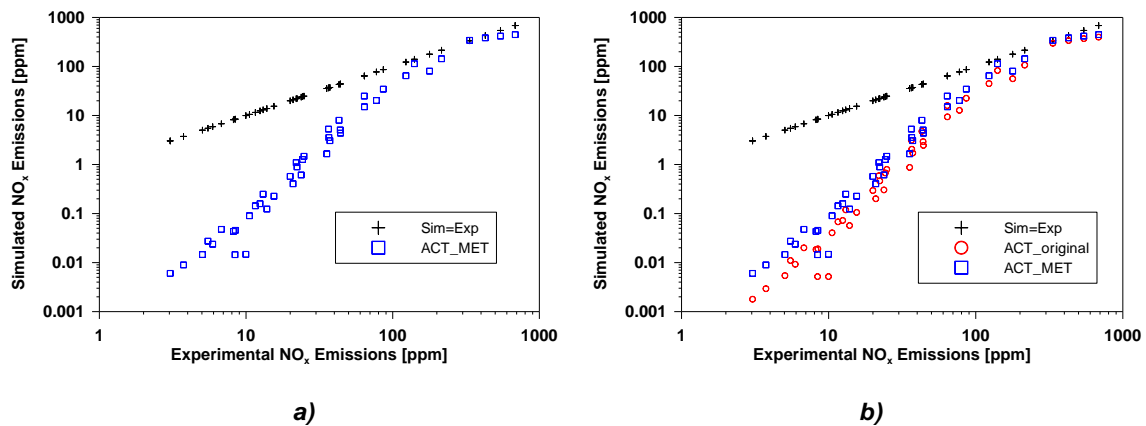 Simulated NOx Emissions [ppm]
1000
100
10
1
0.1
0.01
0.001
Sim=Exp
ACT_MET
1 10 100 1000
Experimental NOx Emissions [ppm]
a)
Simulated NOx Emissions [ppm]
1000
100
10
1
0.1
0.01
0.001
Sim=Exp
ACT_original
ACT_MET
1 10 100 1000
Experimental NOx Emissions [ppm]
b)